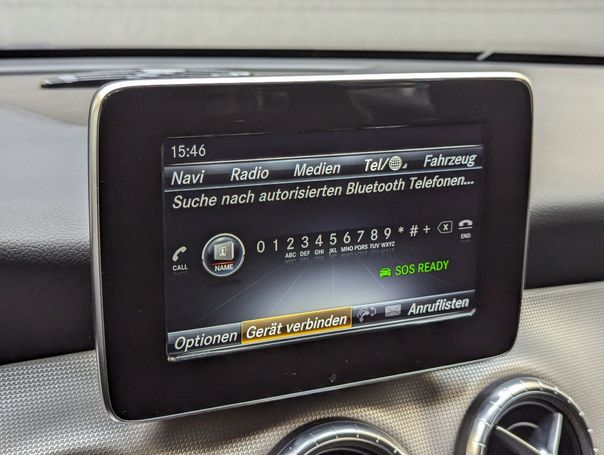 15:46
Navi Radio Medien Tel/ Fahrzeug
Suche nach autorisierten Bluetooth Telefonen...
0 1 2 3 4 5 6 7 8 9 * # +
ABC DEF GHI JKL MNO PQRS TUV WXYZ
CALL NAME END
SOS READY
Optionen Gerät verbinden Anruflisten